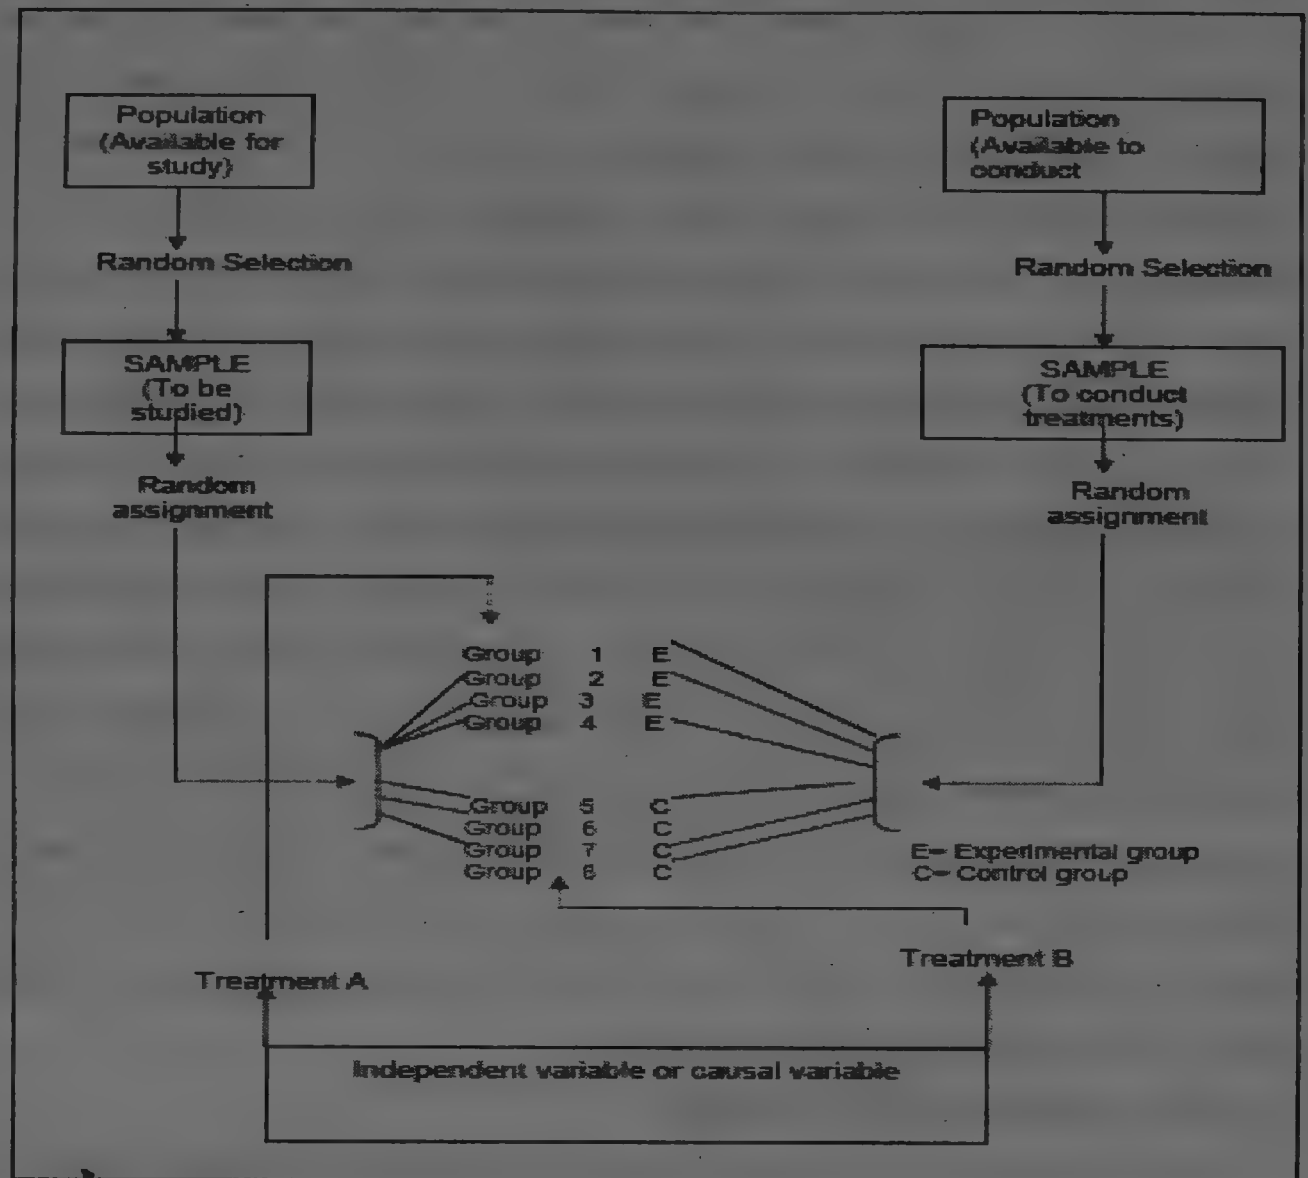 Population
(Available for
study)
Random Selection
SAMPLE
(To be
studied)
Random
assignment
Population
(Available to
conduct
Random Selection
SAMPLE
(To conduct
treatments)
Random
assignment
Group 1 E
Group 2 E
Group 3 E
Group 4 E
Group 5 C
Group 6 C
Group 7 C
Group 8 C
E= Experimental group
C= Control group
Treatment A
Treatment B
Independent variable or causal variable